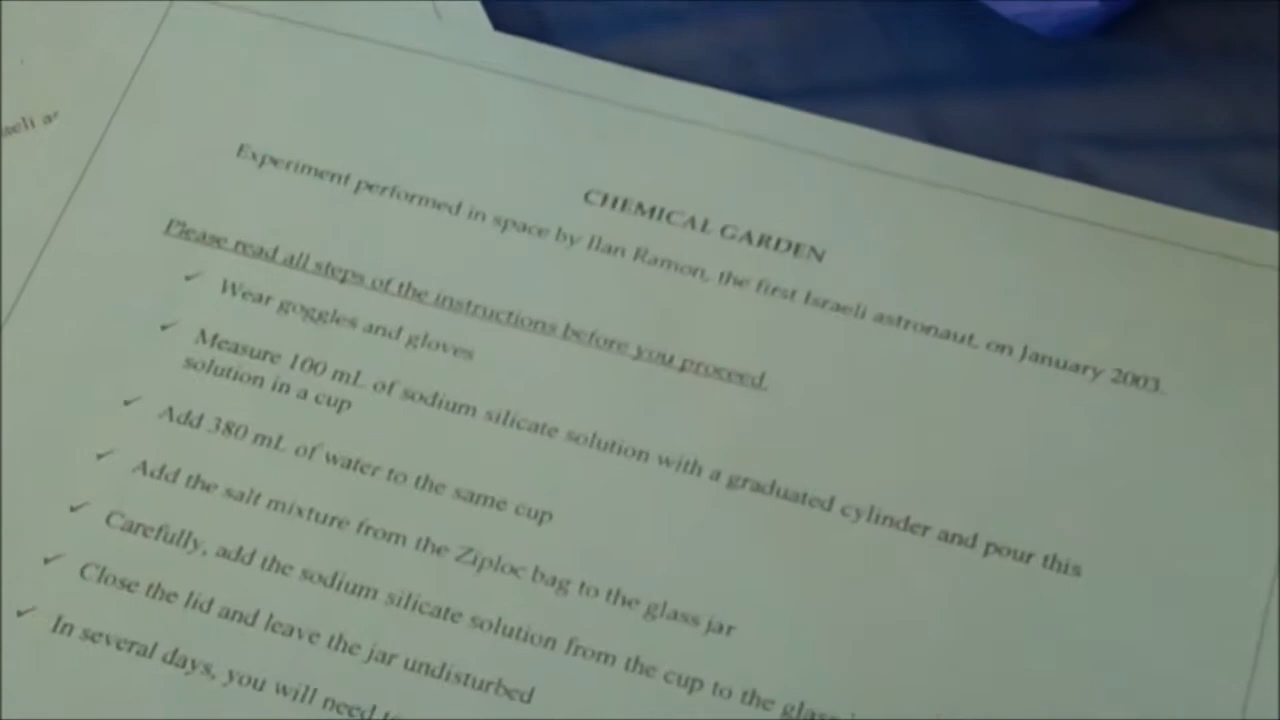 aeli
CHEMICAL GARDEN
Experiment performed in space by Ilan Ramon, the first Israeli astronaut, on January 2003.
Please read all steps of the instructions before you proceed.
✓ Wear goggles and gloves
✓ Measure 100 mL of sodium silicate solution with a graduated cylinder and pour this
solution in a cup
✓ Add 380 mL of water to the same cup
✓ Add the salt mixture from the Ziploc bag to the glass jar
✓ Carefully, add the sodium silicate solution from the cup to the glass
✓ Close the lid and leave the jar undisturbed
✓ In several days, you will need